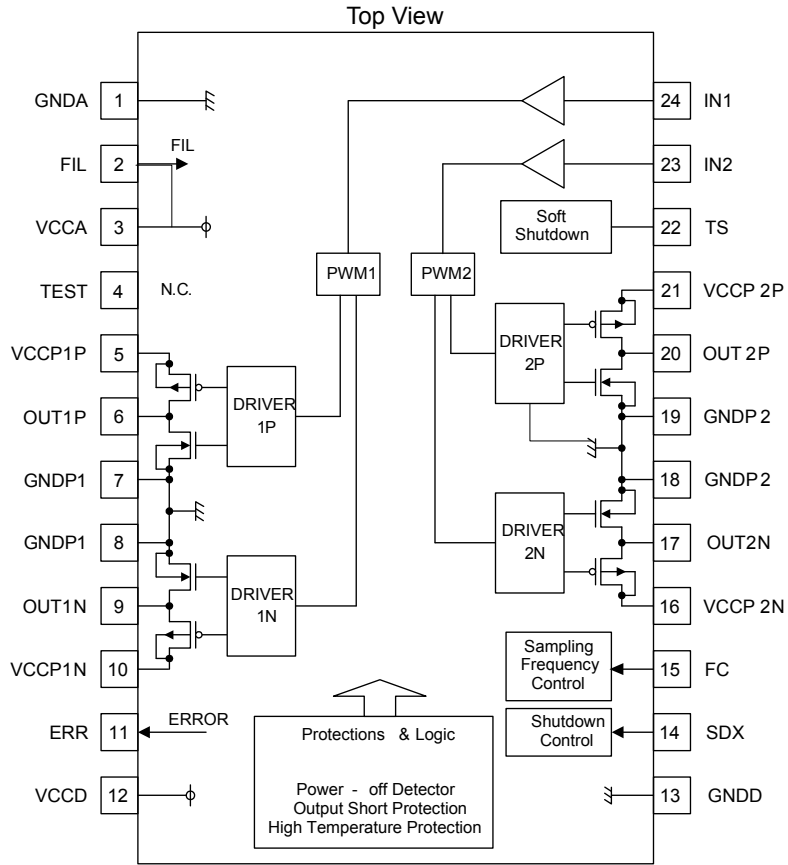 Top View
GNDA 1
24 IN1
FIL 2
FIL
23 IN2
VCCA 3
Soft
Shutdown
22 TS
TEST 4 N.C.
PWM1
PWM2
21 VCCP 2P
VCCP1P 5
DRIVER
2P
20 OUT 2P
OUT1P 6
DRIVER
1P
19 GNDP 2
GNDP1 7
18 GNDP 2
GNDP1 8
DRIVER
2N
17 OUT2N
OUT1N 9
DRIVER
1N
16 VCCP 2N
VCCP1N 10
Sampling
Frequency
Control
15 FC
ERR 11
ERROR
Protections & Logic
Power - off Detector
Output Short Protection
High Temperature Protection
Shutdown
Control
14 SDX
VCCD 12
13 GNDD